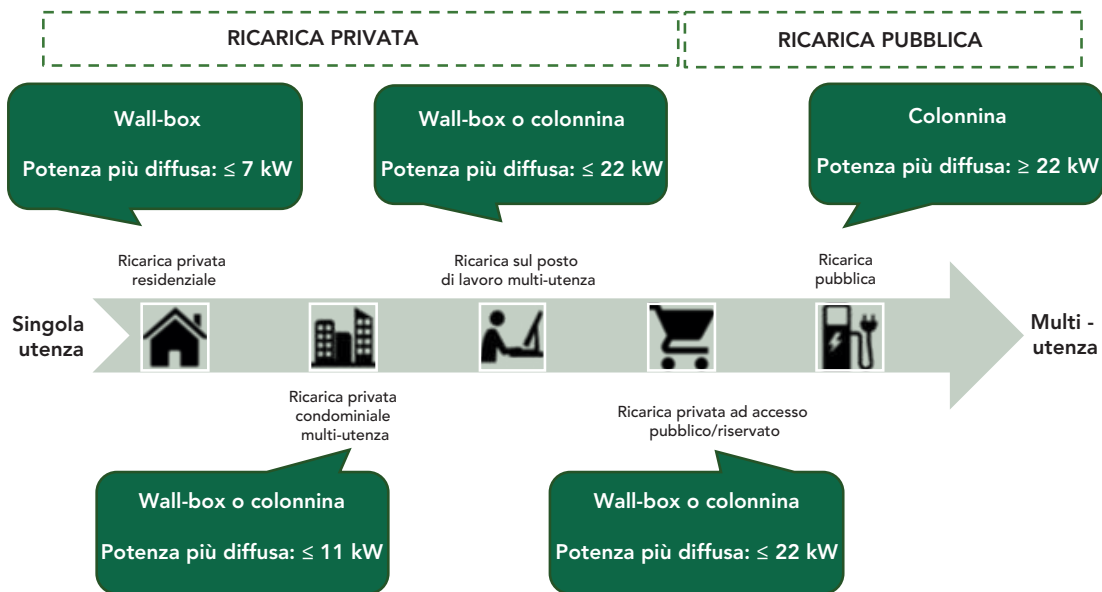 RICARICA PRIVATA
RICARICA PUBBLICA
Wall-box
Potenza più diffusa: ≤ 7 kW
Wall-box o colonnina
Potenza più diffusa: ≤ 22 kW
Colonnina
Potenza più diffusa: ≥ 22 kW
Ricarica privata
residenziale
Ricarica sul posto
di lavoro multi-utenza
Ricarica
pubblica
Singola
utenza
Multi -
utenza
Ricarica privata
condominiale
multi-utenza
Ricarica privata ad accesso
pubblico/riservato
Wall-box o colonnina
Potenza più diffusa: ≤ 11 kW
Wall-box o colonnina
Potenza più diffusa: ≤ 22 kW